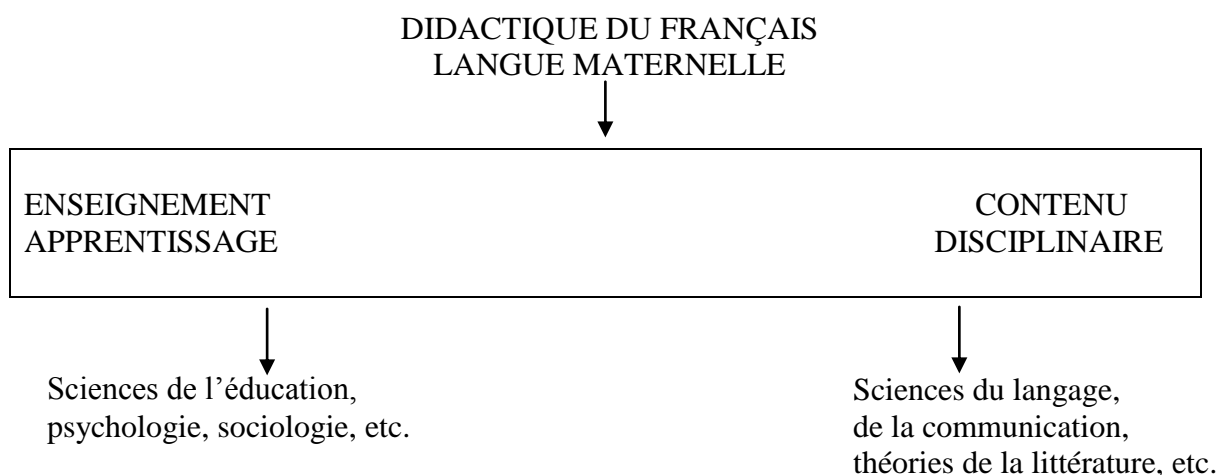 DIDACTIQUE DU FRANÇAIS
LANGUE MATERNELLE
ENSEIGNEMENT
APPRENTISSAGE
CONTENU
DISCIPLINAIRE
Sciences de l’éducation,
psychologie, sociologie, etc.
Sciences du langage,
de la communication,
théories de la littérature, etc.